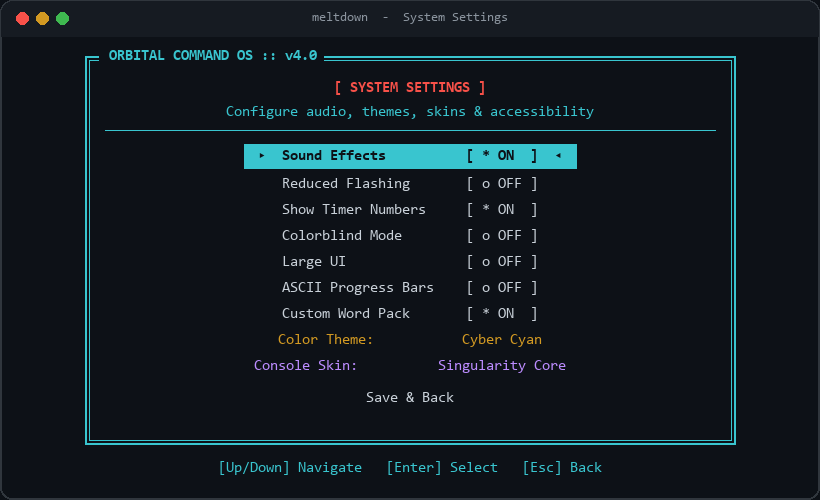 meltdown - System Settings
ORBITAL COMMAND OS :: v4.0
[ SYSTEM SETTINGS ]
Configure audio, themes, skins & accessibility
▸ Sound Effects [ * ON ] ◂
Reduced Flashing [ o OFF ]
Show Timer Numbers [ * ON ]
Colorblind Mode [ o OFF ]
Large UI [ o OFF ]
ASCII Progress Bars [ o OFF ]
Custom Word Pack [ * ON ]
Color Theme: Cyber Cyan
Console Skin: Singularity Core
Save & Back
[Up/Down] Navigate [Enter] Select [Esc] Back